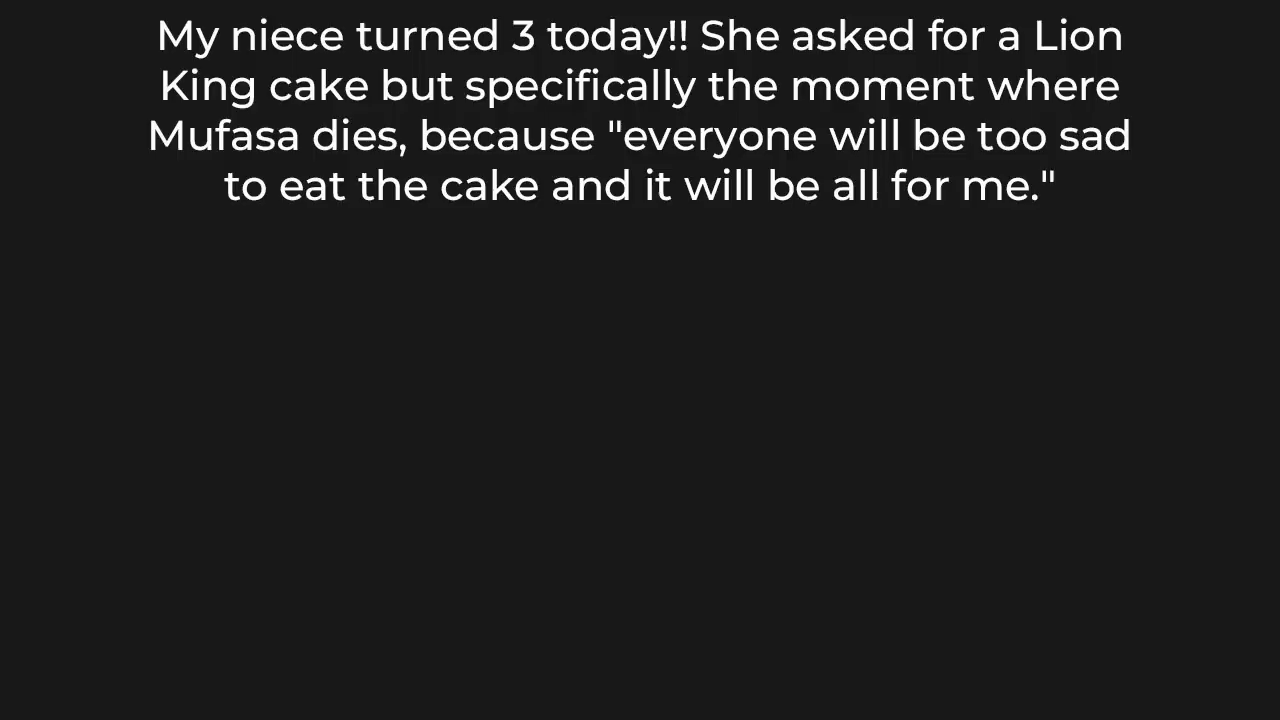 My niece turned 3 today!! She asked for a Lion
King cake but specifically the moment where
Mufasa dies, because "everyone will be too sad
to eat the cake and it will be all for me."